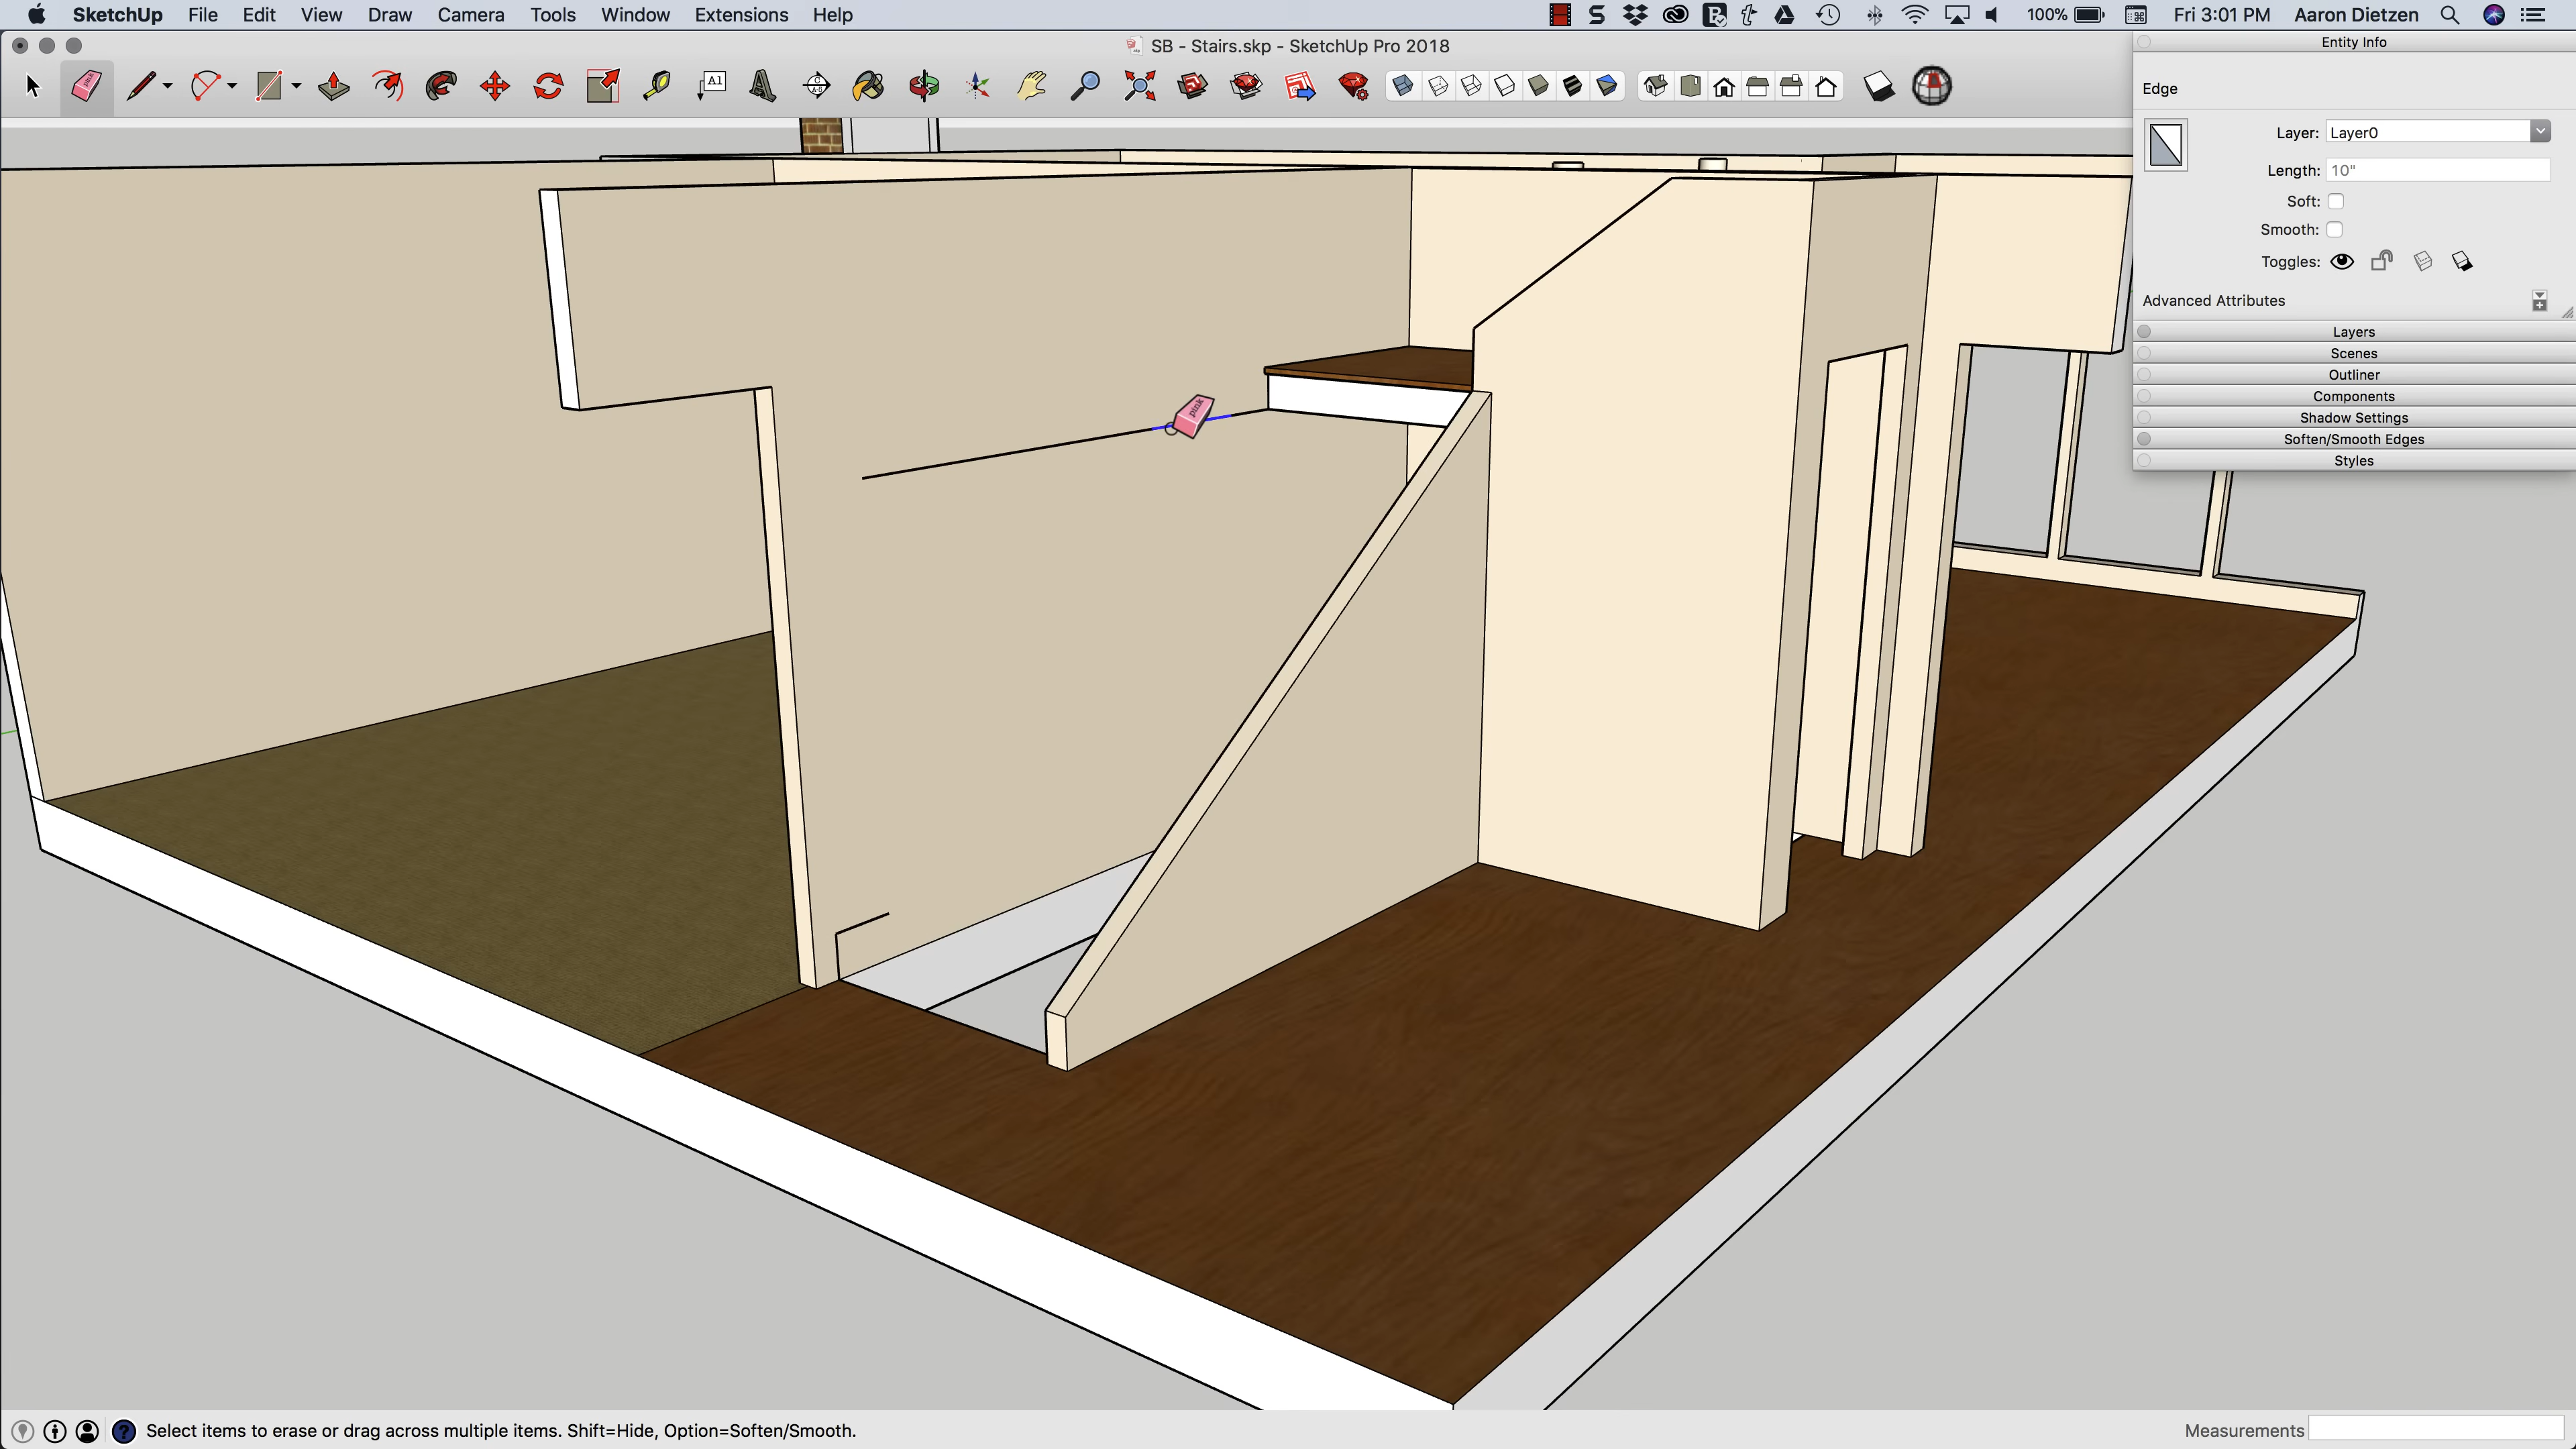 SketchUp File Edit View Draw Camera Tools Window Extensions Help 100% Fri 3:01 PM Aaron Dietzen
SB - Stairs.skp - SketchUp Pro 2018
Entity Info
A1
Edge
Layer: Layer0
Length: 10"
Soft:
Smooth:
Toggles:
Advanced Attributes
Layers
Scenes
Outliner
Components
Shadow Settings
Soften/Smooth Edges
Styles
pink
Select items to erase or drag across multiple items. Shift=Hide, Option=Soften/Smooth.
Measurements